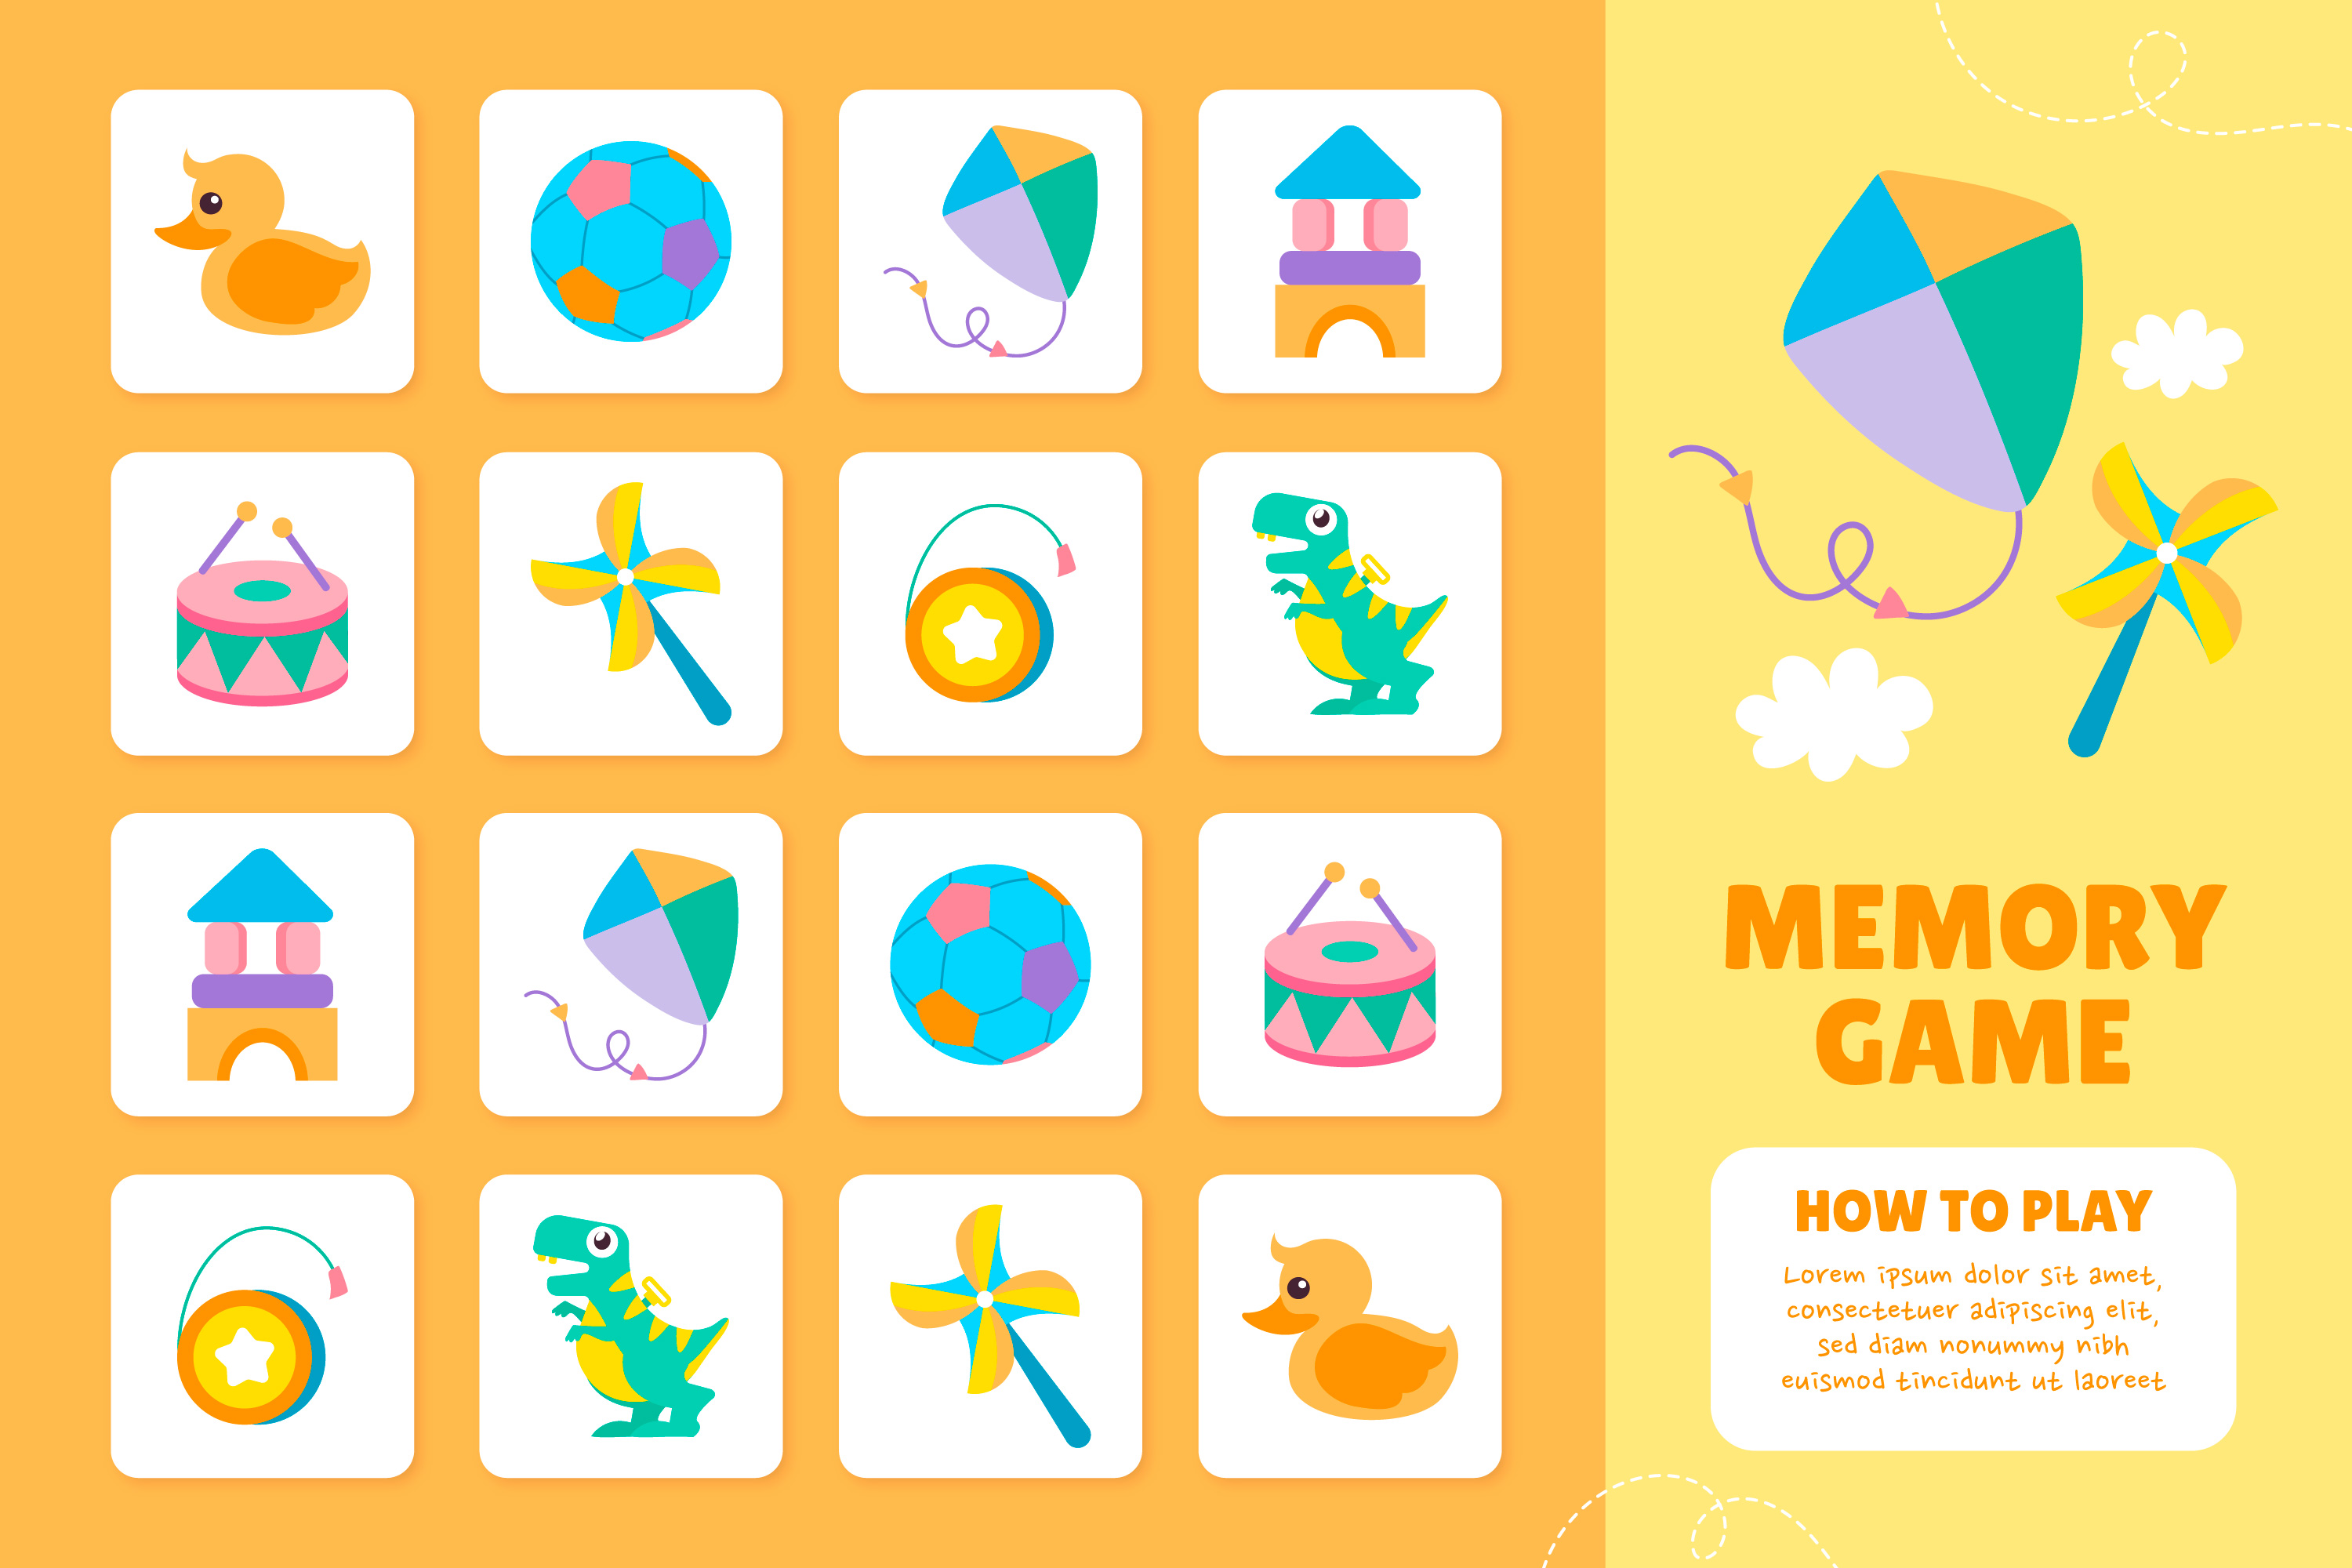 MEMORY
GAME
HOW TO PLAY
Lorem ipsum dolor sit amet,
consectetuer adipiscing elit,
sed diam nonummy nibh
euismod tincidunt ut laoreet